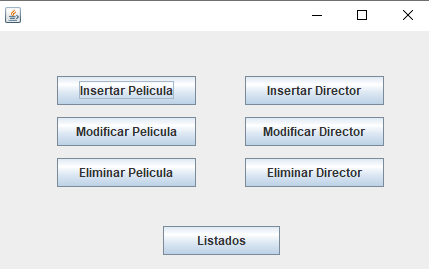 Insertar Pelicula
Insertar Director
Modificar Pelicula
Modificar Director
Eliminar Pelicula
Eliminar Director
Listados